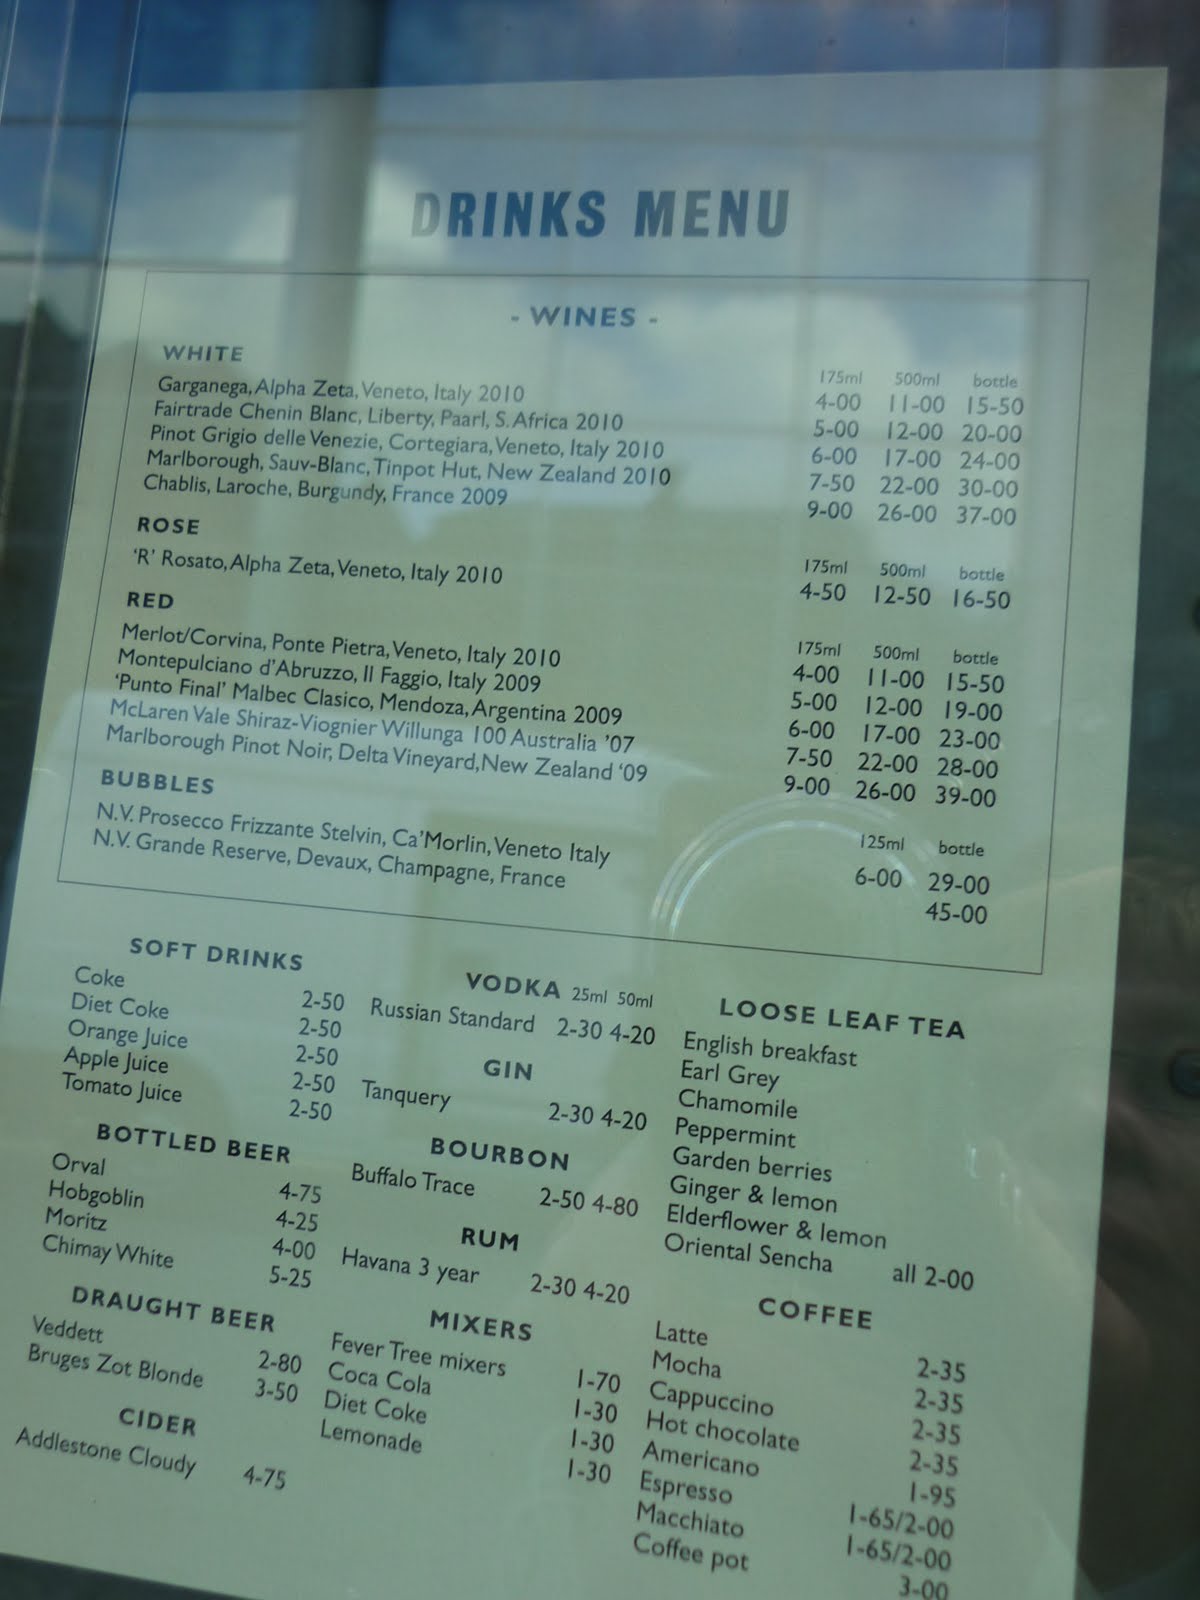 DRINKS MENU
- WINES -
WHITE 175ml 500ml bottle
Garganega, Alpha Zeta, Veneto, Italy 2010 4-00 11-00 15-50
Fairtrade Chenin Blanc, Liberty, Paarl, S. Africa 2010 5-00 12-00 20-00
Pinot Grigio delle Venezie, Cortegiara, Veneto, Italy 2010 6-00 17-00 24-00
Marlborough, Sauv-Blanc, Tinpot Hut, New Zealand 2010 7-50 22-00 30-00
Chablis, Laroche, Burgundy, France 2009 9-00 26-00 37-00
ROSE 175ml 500ml bottle
'R' Rosato, Alpha Zeta, Veneto, Italy 2010 4-50 12-50 16-50
RED 175ml 500ml bottle
Merlot/Corvina, Ponte Pietra, Veneto, Italy 2010 4-00 11-00 15-50
Montepulciano d'Abruzzo, Il Faggio, Italy 2009 5-00 12-00 19-00
'Punto Final' Malbec Clasico, Mendoza, Argentina 2009 6-00 17-00 23-00
McLaren Vale Shiraz-Viognier Willunga 100 Australia '07 7-50 22-00 28-00
Marlborough Pinot Noir, Delta Vineyard, New Zealand '09 9-00 26-00 39-00
BUBBLES 125ml bottle
N.V. Prosecco Frizzante Stelvin, Ca'Morlin, Veneto Italy 6-00 29-00
N.V. Grande Reserve, Devaux, Champagne, France 45-00
SOFT DRINKS
Coke 2-50
Diet Coke 2-50
Orange Juice 2-50
Apple Juice 2-50
Tomato Juice 2-50
BOTTLED BEER
Orval 4-75
Hobgoblin 4-25
Moritz 4-00
Chimay White 5-25
DRAUGHT BEER
Veddett 2-80
Bruges Zot Blonde 3-50
CIDER
Addlestone Cloudy 4-75
VODKA 25ml 50ml
Russian Standard 2-30 4-20
GIN
Tanquery 2-30 4-20
BOURBON
Buffalo Trace 2-50 4-80
RUM
Havana 3 year 2-30 4-20
MIXERS
Fever Tree mixers 1-70
Coca Cola 1-30
Diet Coke 1-30
Lemonade 1-30
LOOSE LEAF TEA
English breakfast
Earl Grey
Chamomile
Peppermint
Garden berries
Ginger & lemon
Elderflower & lemon
Oriental Sencha all 2-00
COFFEE
Latte 2-35
Mocha 2-35
Cappuccino 2-35
Hot chocolate 2-35
Americano 1-95
Espresso 1-65/2-00
Macchiato 1-65/2-00
Coffee pot 3-00